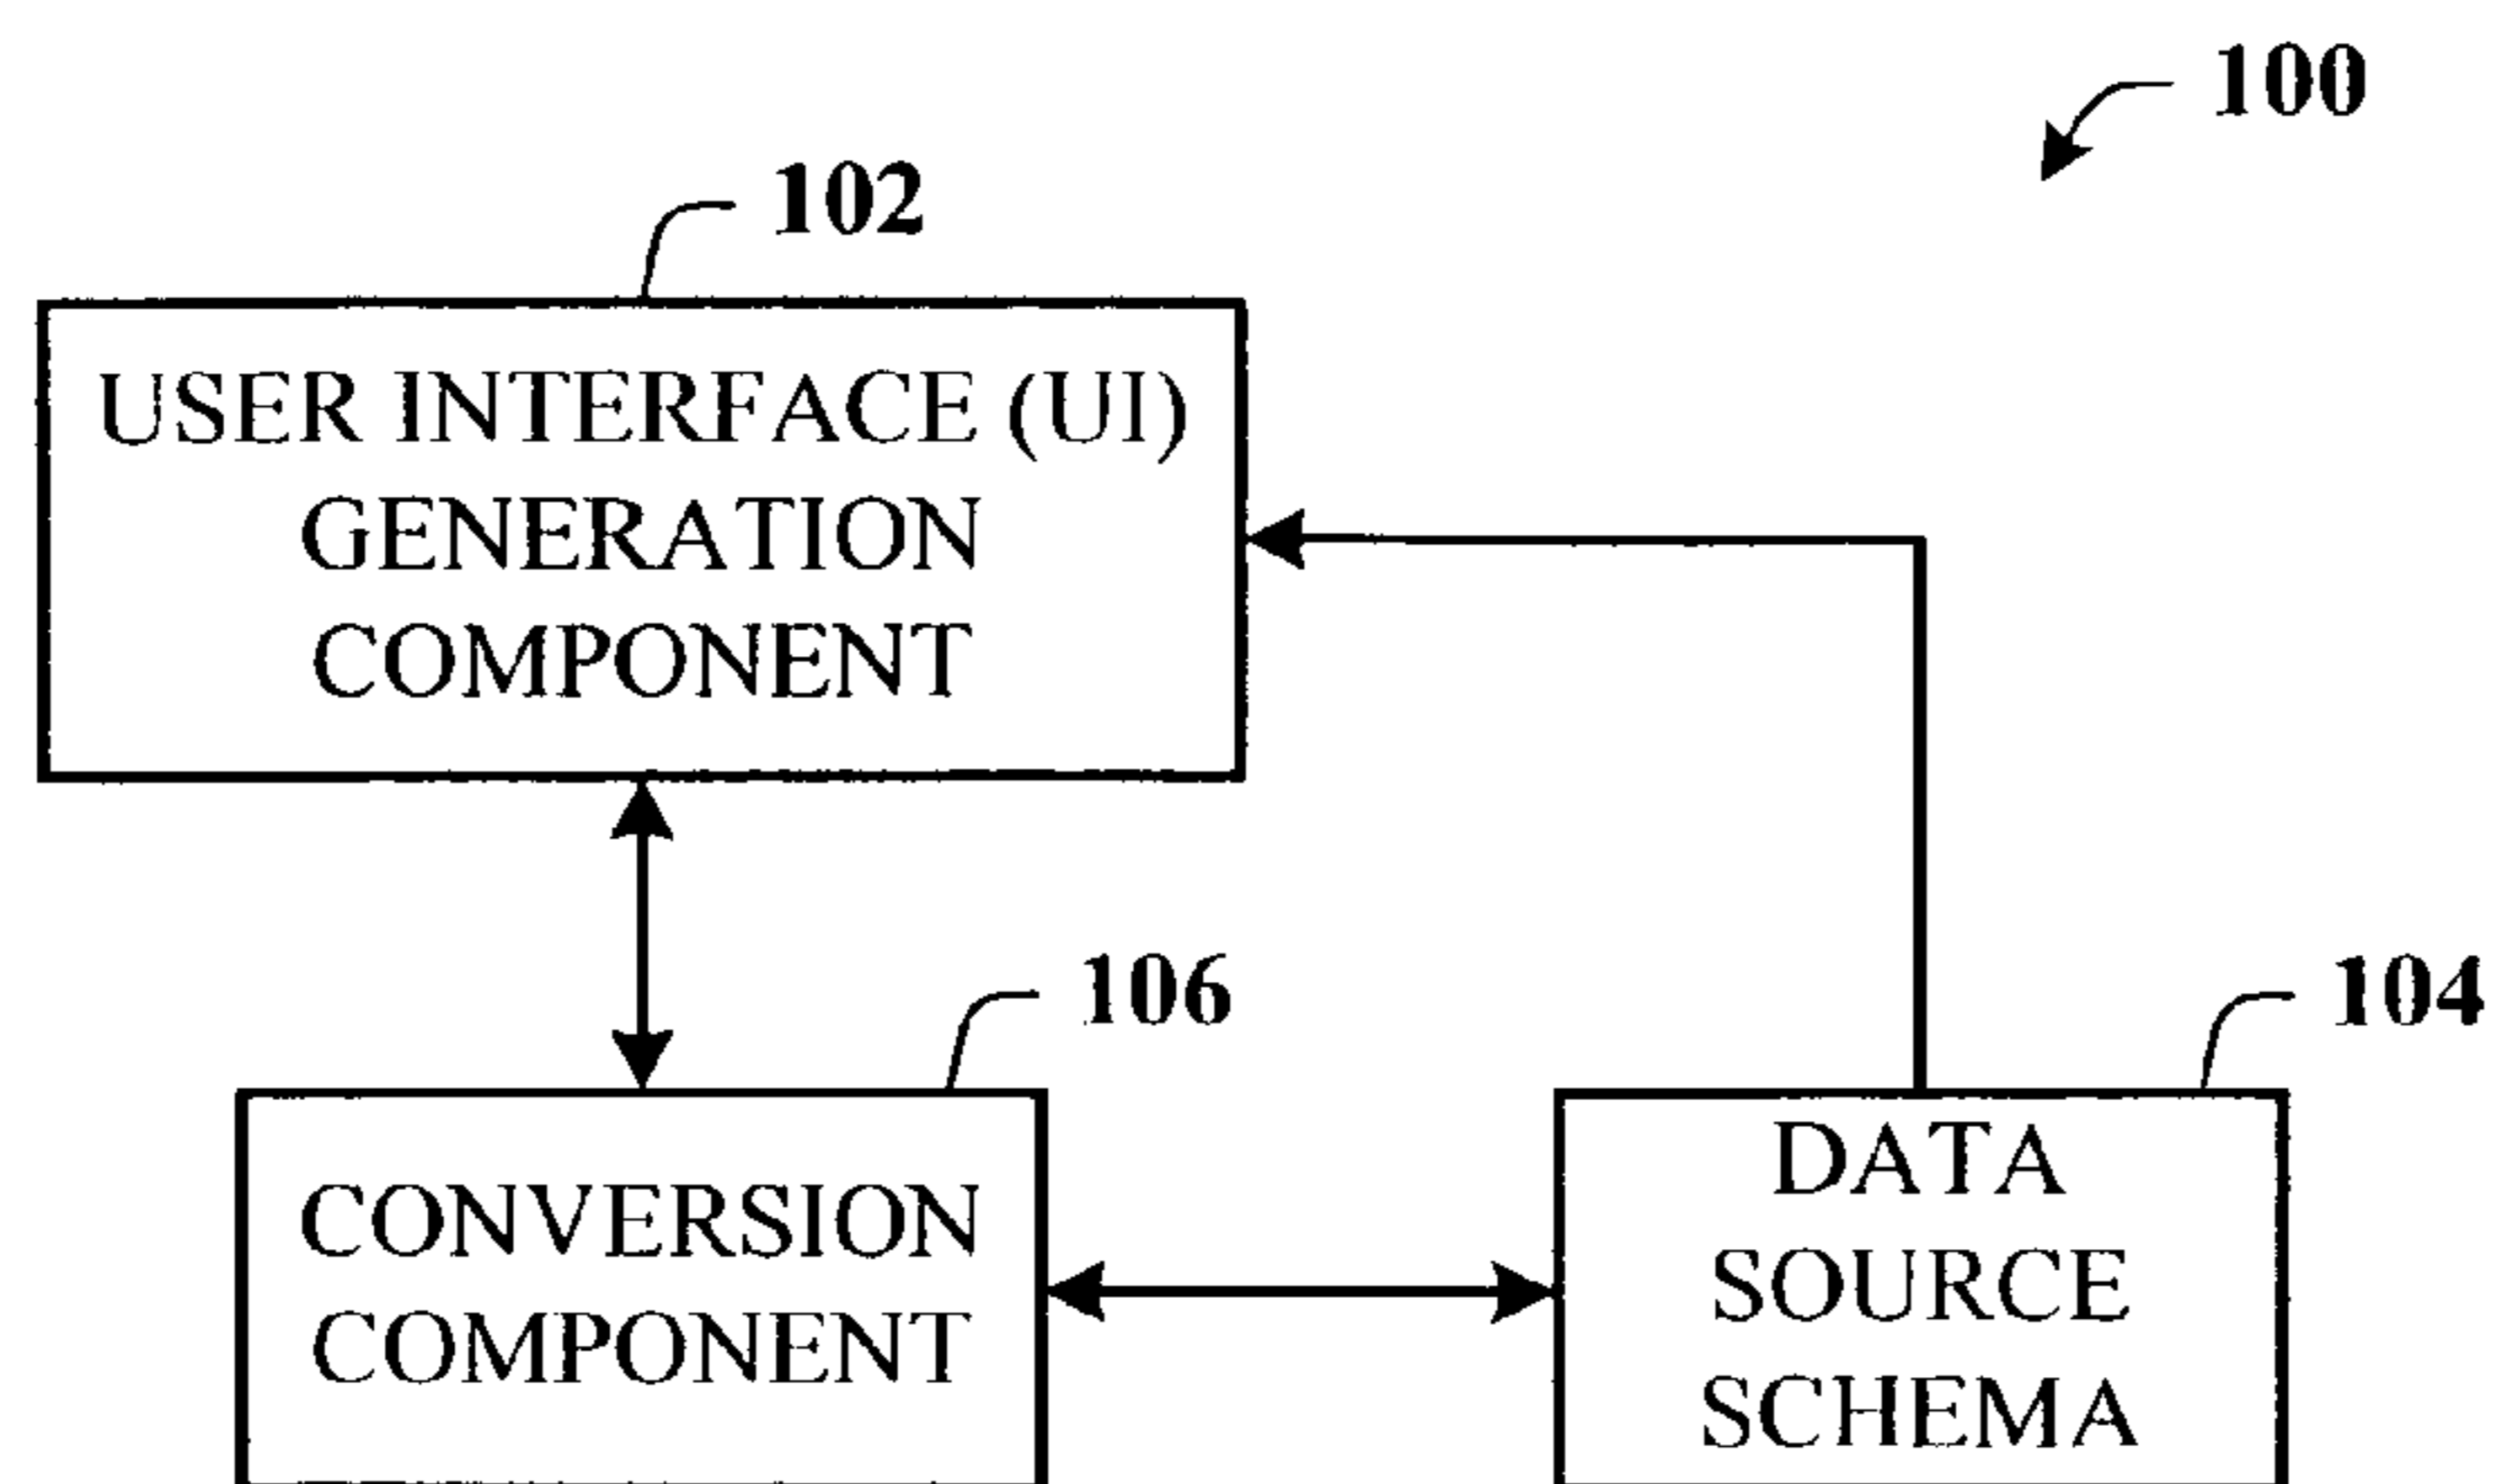 100
102
USER INTERFACE (UI)
GENERATION
COMPONENT
106
104
CONVERSION
COMPONENT
DATA
SOURCE
SCHEMA